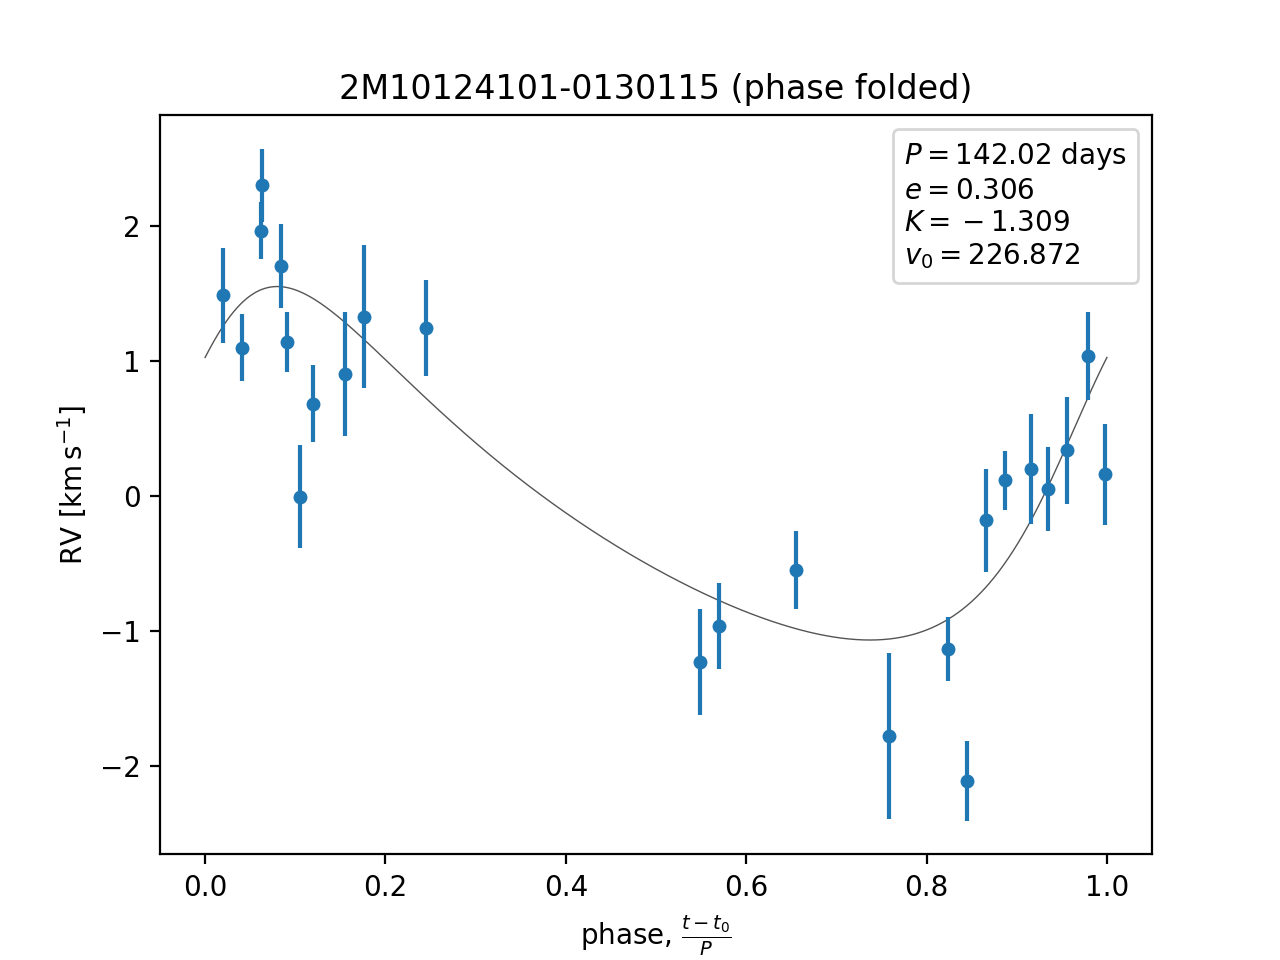 2M10124101-0130115 (phase folded)
P = 142.02 days
e = 0.306
K = −1.309
v₀ = 226.872
RV [km s⁻¹]
2
1
0
−1
−2
0.0 0.2 0.4 0.6 0.8 1.0
phase, (t − t₀)/P